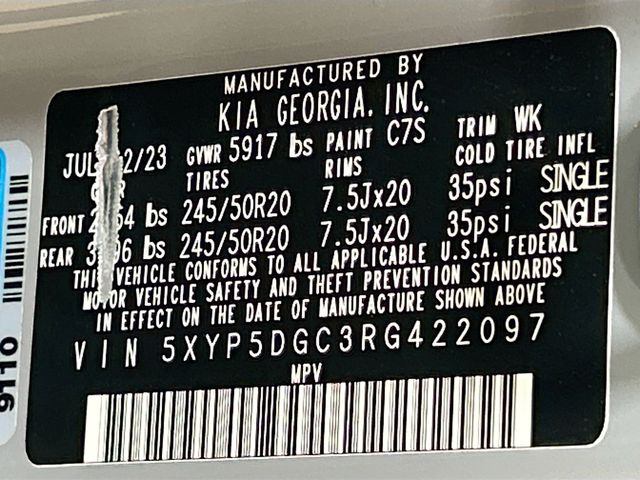 MANUFACTURED BY
KIA GEORGIA, INC.
GVWR 5917 lbs PAINT C7S TRIM WK
TIRES RIMS COLD TIRE INFL
FRONT lbs 245/50R20 7.5Jx20 35psi SINGLE
REAR lbs 245/50R20 7.5Jx20 35psi SINGLE
THIS VEHICLE CONFORMS TO ALL APPLICABLE U.S.A. FEDERAL
MOTOR VEHICLE SAFETY AND THEFT PREVENTION STANDARDS
IN EFFECT ON THE DATE OF MANUFACTURE SHOWN ABOVE
VIN 5XYP5DGC3RG422097
MPV
9110